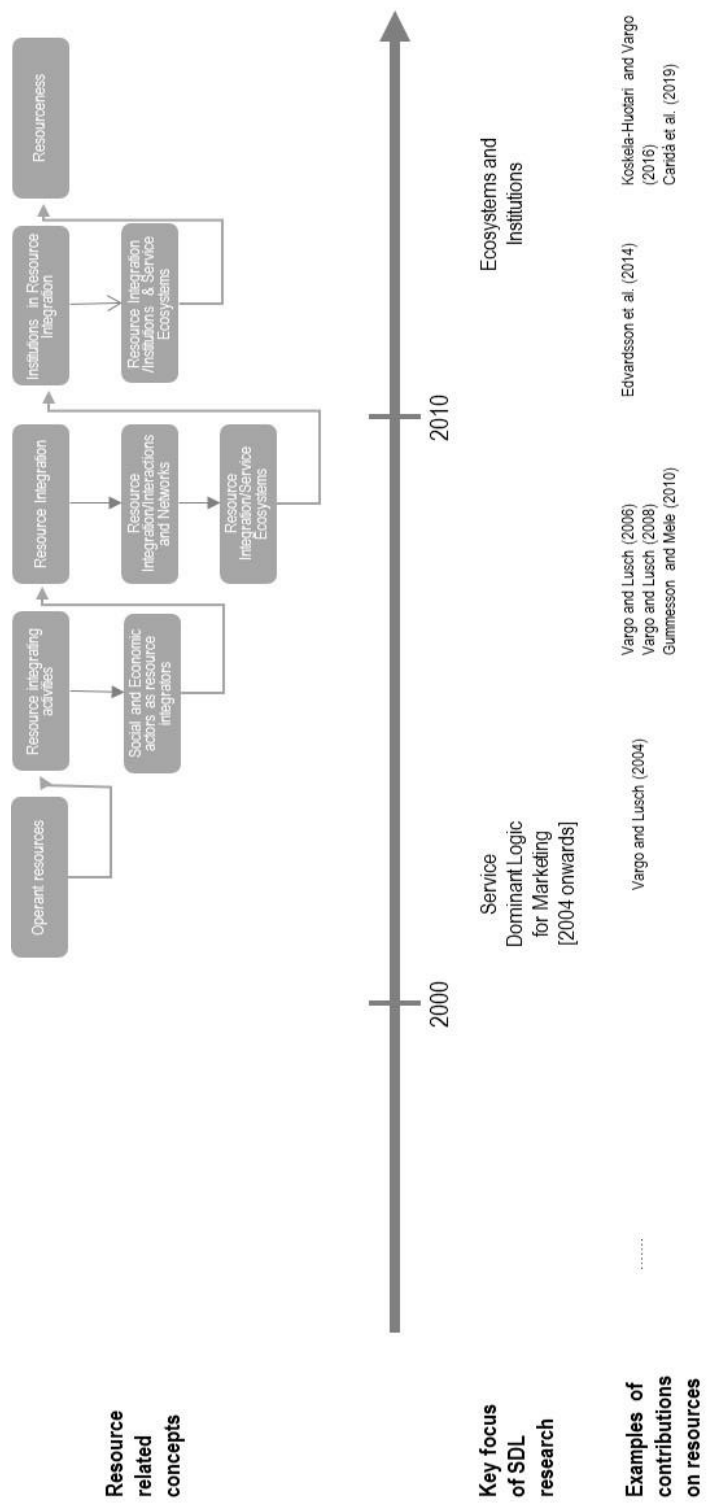 Resource
related
concepts
Operant resources
Resource integrating
activities
Social and Economic
actors as resource
integrators
Resource Integration
Resource
Integration/Interactions
and Networks
Resource
Integration/Service
Ecosystems
Institutions in Resource
Integration
Resource Integration
/Institutions & Service
Ecosystems
Resourceness
2000
2010
Key focus
of SDL
research
Service
Dominant Logic
for Marketing
[2004 onwards]
Ecosystems and
Institutions
Examples of
contributions
on resources
.......
Vargo and Lusch (2004)
Vargo and Lusch (2006)
Vargo and Lusch (2008)
Gummesson and Mele (2010)
Edvardsson et al. (2014)
Koskela-Huotari and Vargo
(2016)
Caridà et al. (2019)